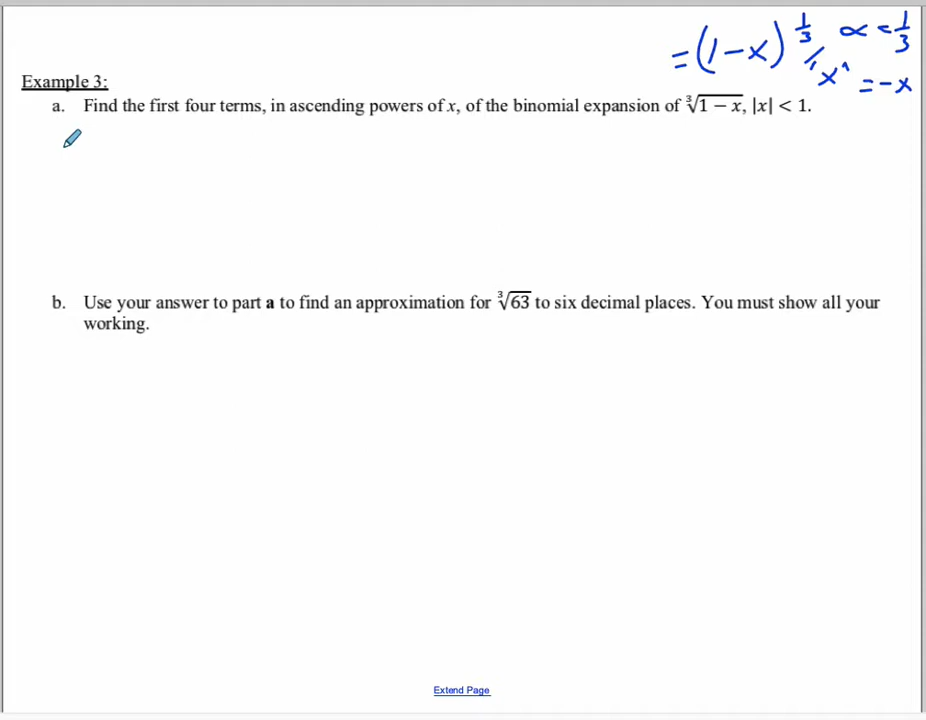 = (1-x)^{1/3}, α = 1/3
"x" = -x
Example 3:
a. Find the first four terms, in ascending powers of x, of the binomial expansion of ∛(1 − x), |x| < 1.
b. Use your answer to part a to find an approximation for ∛63 to six decimal places. You must show all your
working.
Extend Page